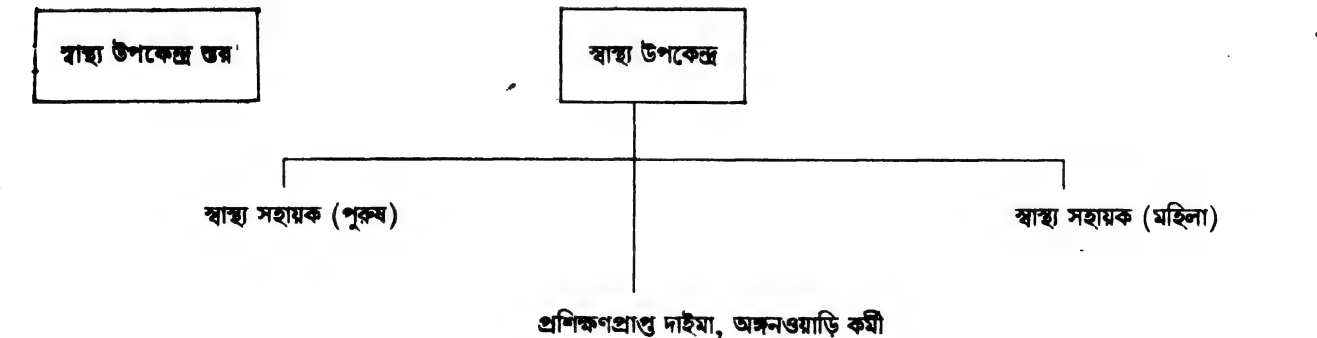 স্বাস্থ্য উপকেন্দ্র স্তর
স্বাস্থ্য উপকেন্দ্র
স্বাস্থ্য সহায়ক (পুরুষ)
স্বাস্থ্য সহায়ক (মহিলা)
প্রশিক্ষণপ্রাপ্ত দাইমা, অঙ্গনওয়াড়ি কর্মী